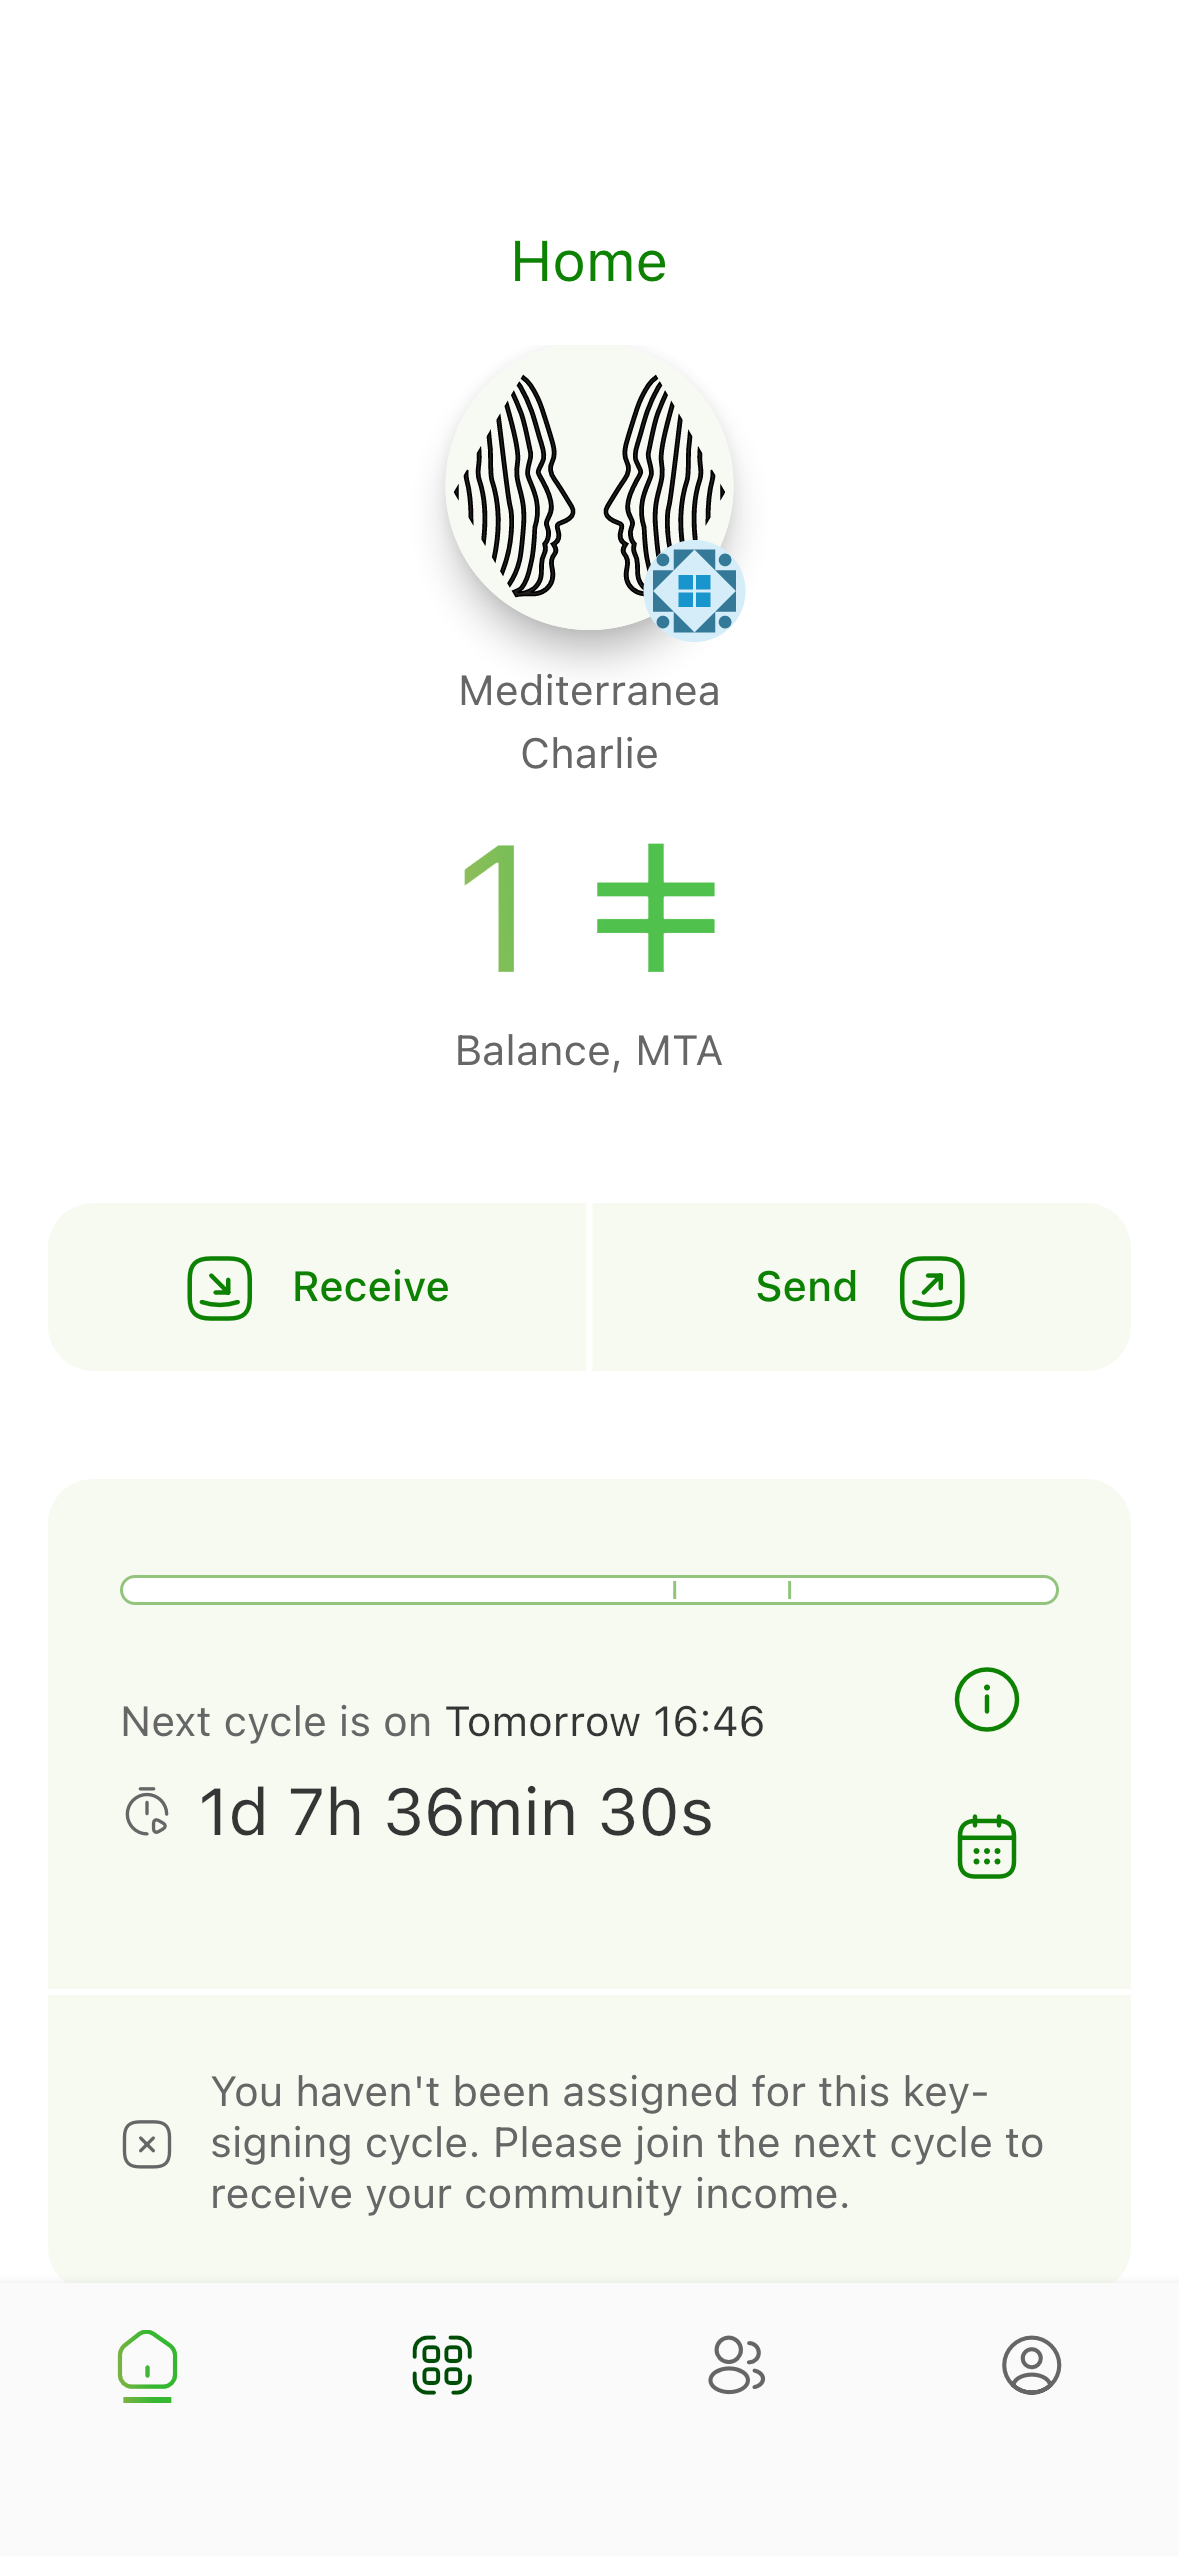 Home
Mediterranea
Charlie
1 ⩲
Balance, MTA
Receive
Send
Next cycle is on Tomorrow 16:46
1d 7h 36min 30s
You haven't been assigned for this key-
signing cycle. Please join the next cycle to
receive your community income.